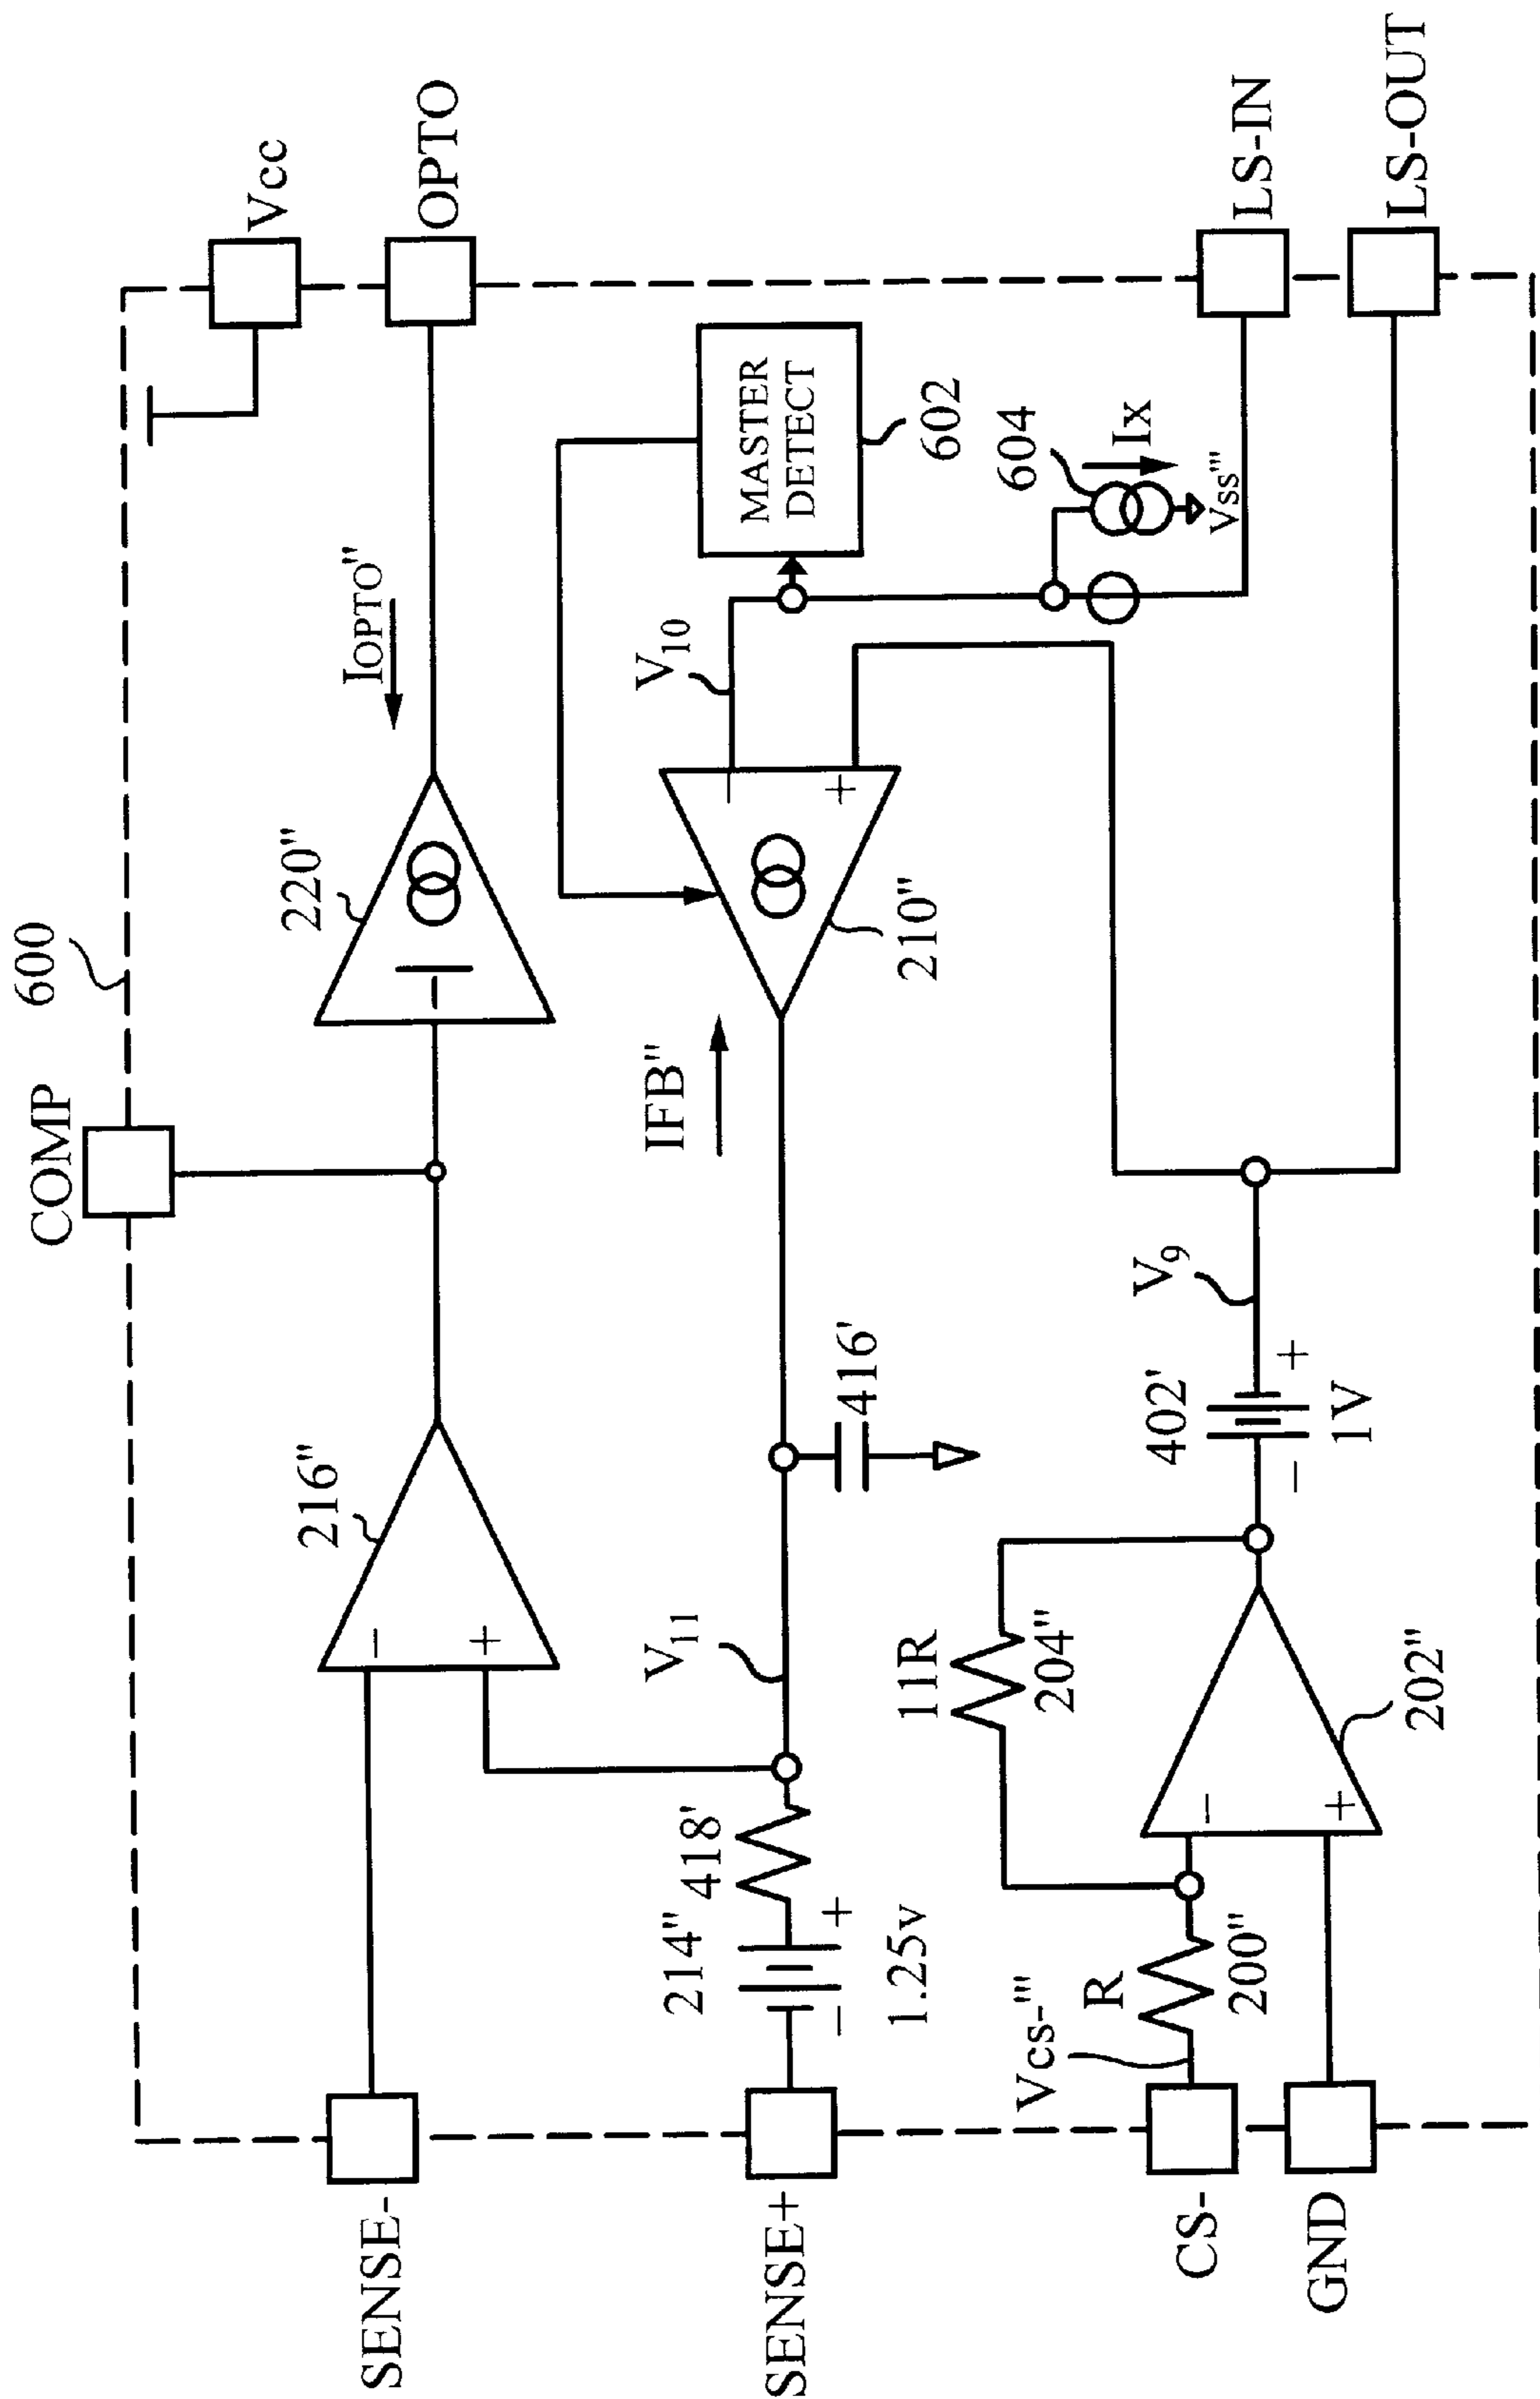 COMP
600
Vcc
OPTO
SENSE-
216"
−
+
220"
−
IOPTO"
SENSE+
214"
418'
−
+
1.25v
V11
416'
IFB"
210"
−
+
V10
MASTER
DETECT
602
604
Ix
Vss'''
LS-IN
LS-OUT
CS-
GND
Vcs-'''
R
200"
11R
204"
−
+
202"
402'
−
+
1V
V9